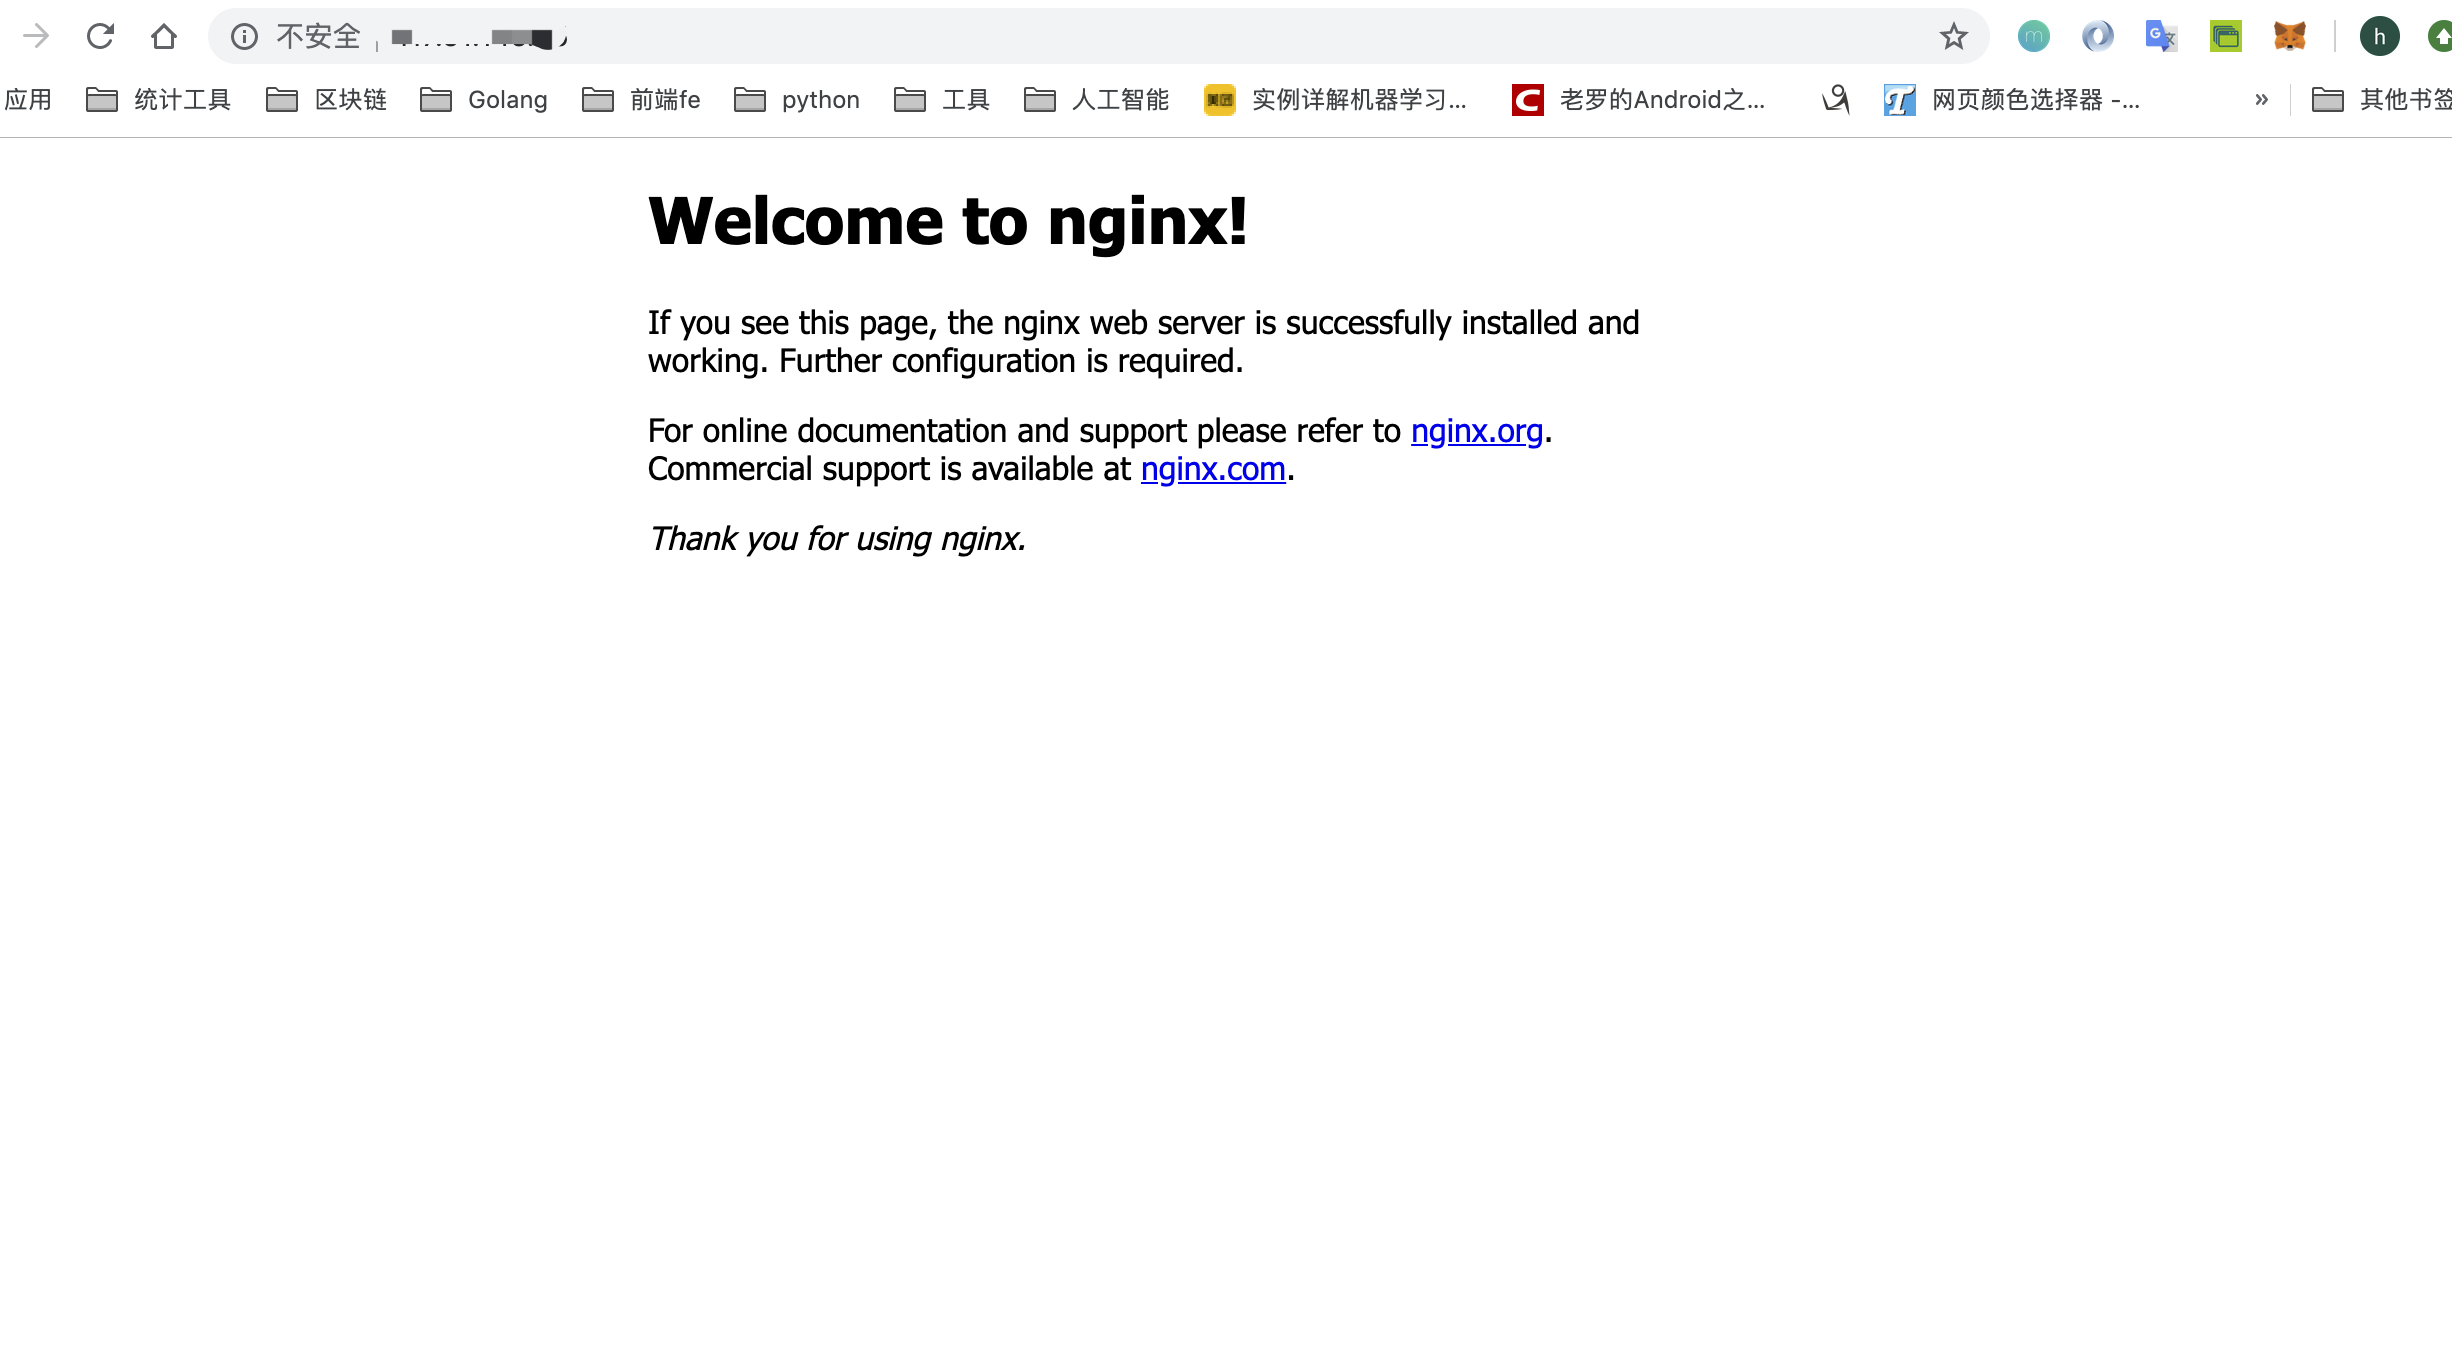 不安全
h
应用 统计工具 区块链 Golang 前端fe python 工具 人工智能 实例详解机器学习... 老罗的Android之... 网页颜色选择器 -... » 其他书签
Welcome to nginx!
If you see this page, the nginx web server is successfully installed and
working. Further configuration is required.
For online documentation and support please refer to nginx.org.
Commercial support is available at nginx.com.
Thank you for using nginx.